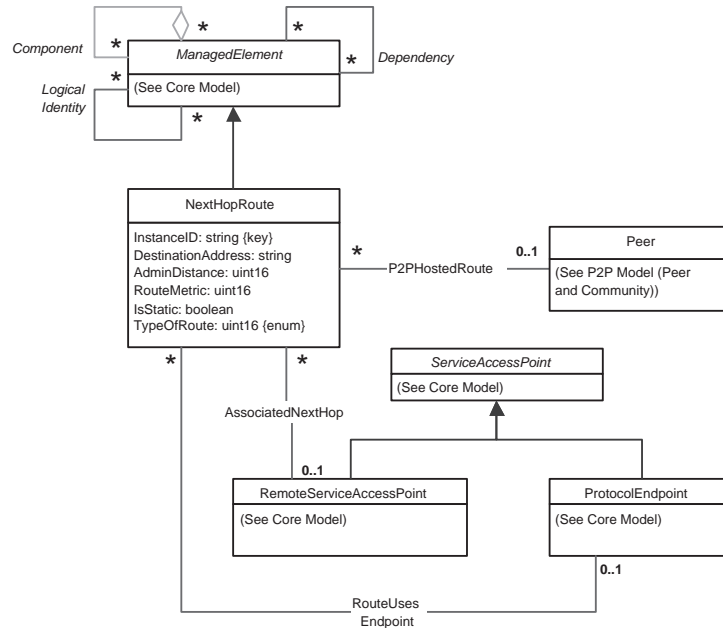 Component
*
*
ManagedElement
*
*
Dependency
Logical
Identity
*
*
(See Core Model)
NextHopRoute
InstanceID: string {key}
DestinationAddress: string
AdminDistance: uint16
RouteMetric: uint16
IsStatic: boolean
TypeOfRoute: uint16 {enum}
*
P2PHostedRoute
0..1
Peer
(See P2P Model (Peer
and Community))
*
*
ServiceAccessPoint
(See Core Model)
AssociatedNextHop
0..1
RemoteServiceAccessPoint
(See Core Model)
ProtocolEndpoint
(See Core Model)
0..1
RouteUses
Endpoint